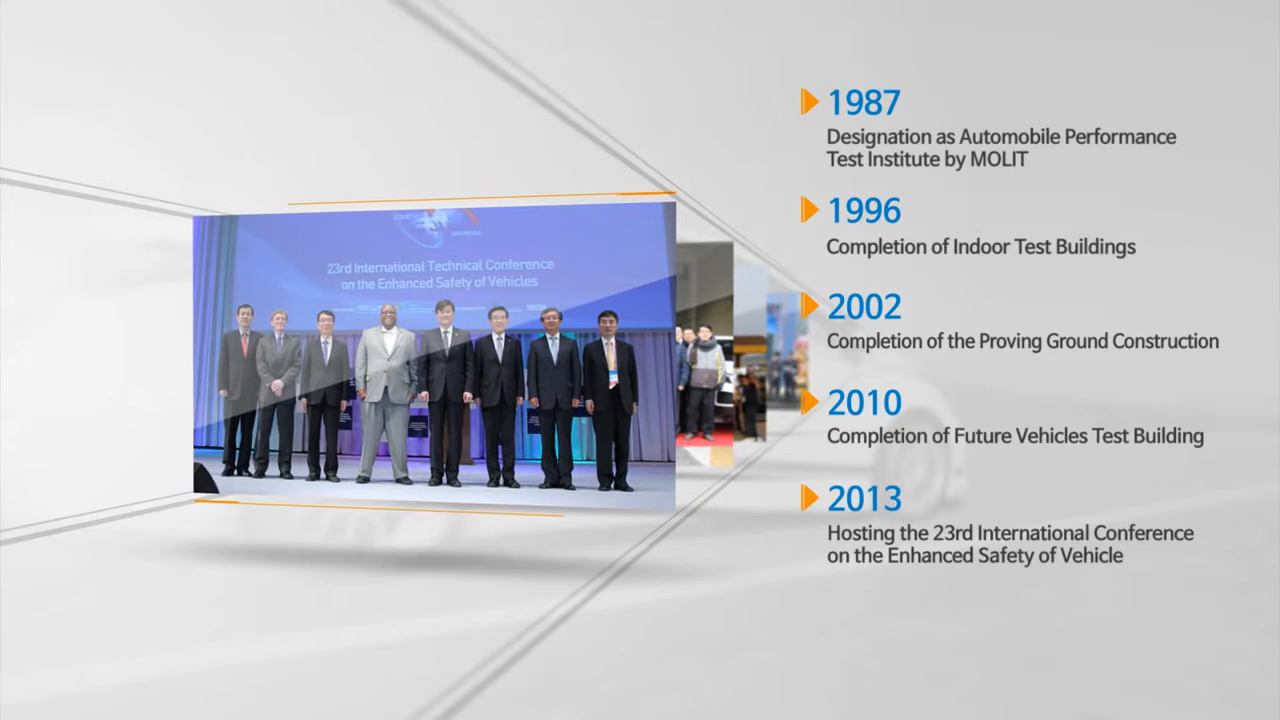 23rd International Technical Conference
on the Enhanced Safety of Vehicles
1987
Designation as Automobile Performance
Test Institute by MOLIT
1996
Completion of Indoor Test Buildings
2002
Completion of the Proving Ground Construction
2010
Completion of Future Vehicles Test Building
2013
Hosting the 23rd International Conference
on the Enhanced Safety of Vehicle